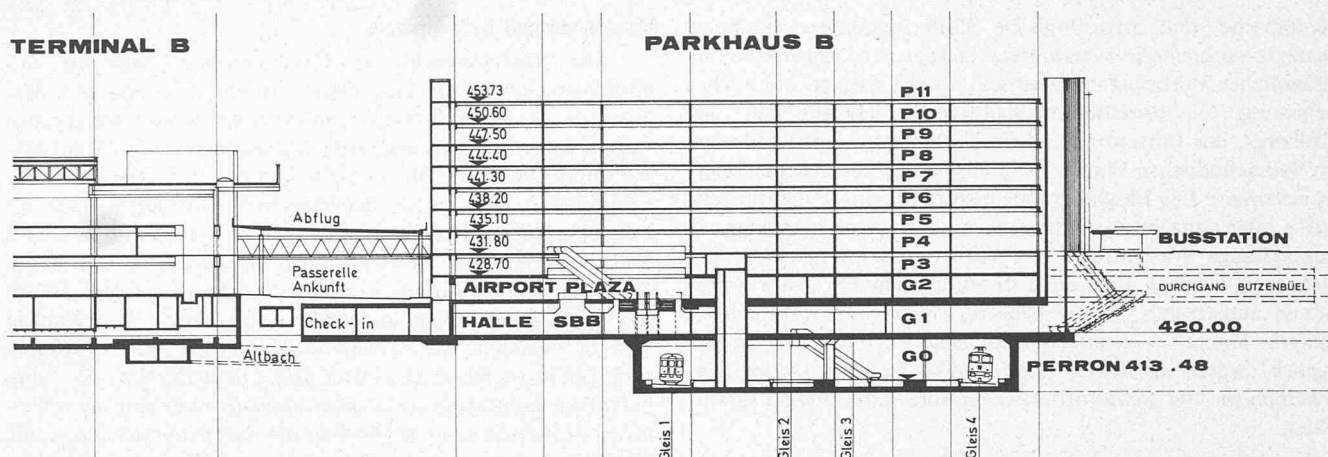 TERMINAL B
PARKHAUS B
453.73
P11
450.60
P10
447.50
P9
444.40
P8
441.30
P7
438.20
P6
Abflug
435.10
P5
431.80
P4
BUSSTATION
Passerelle
Ankunft
428.70
P3
AIRPORT PLAZA
G2
DURCHGANG BUTZENBÜEL
Check-in
HALLE SBB
G1
420.00
Altbach
G0
PERRON 413.48
Gleis 1
Gleis 2
Gleis 3
Gleis 4